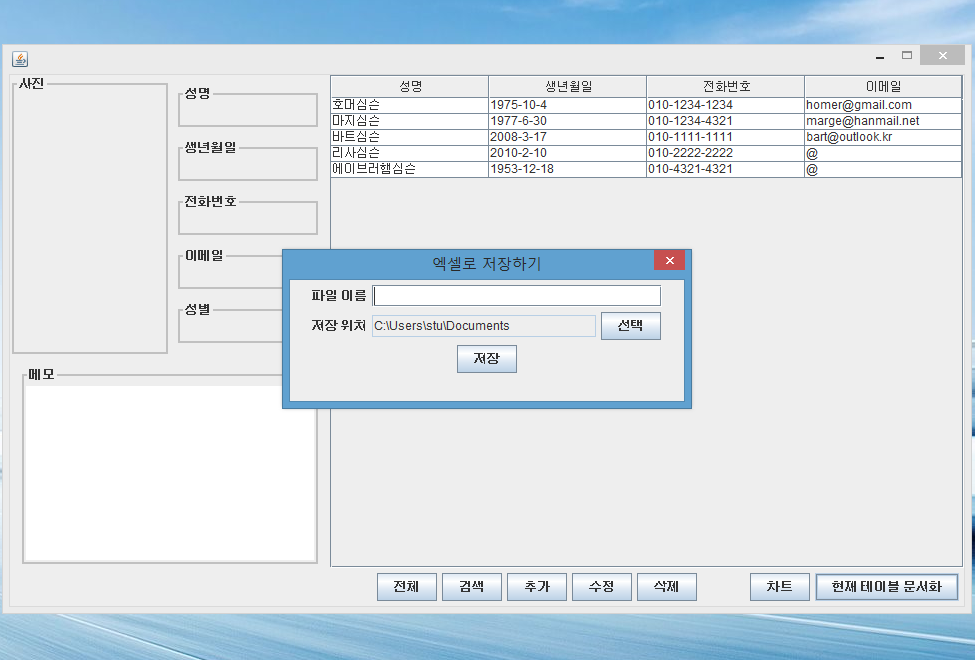 사진
성명
생년월일
전화번호
이메일
성별
메모
성명 생년월일 전화번호 이메일
호머심슨 1975-10-4 010-1234-1234 homer@gmail.com
마지심슨 1977-6-30 010-1234-4321 marge@hanmail.net
바트심슨 2008-3-17 010-1111-1111 bart@outlook.kr
리사심슨 2010-2-10 010-2222-2222 @
에이브러햄심슨 1953-12-18 010-4321-4321 @
엑셀로 저장하기
파일 이름
저장 위치 C:\Users\stu\Documents 선택
저장
전체 검색 추가 수정 삭제 차트 현재 테이블 문서화